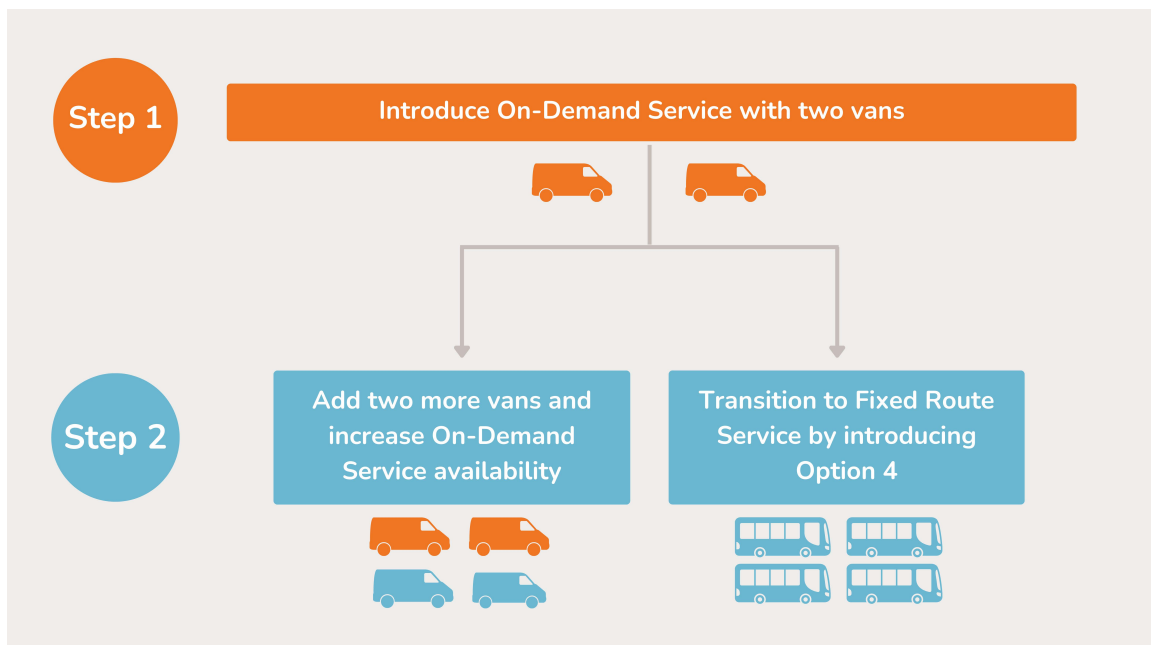 Step 1
Introduce On-Demand Service with two vans
Step 2
Add two more vans and
increase On-Demand
Service availability
Transition to Fixed Route
Service by introducing
Option 4